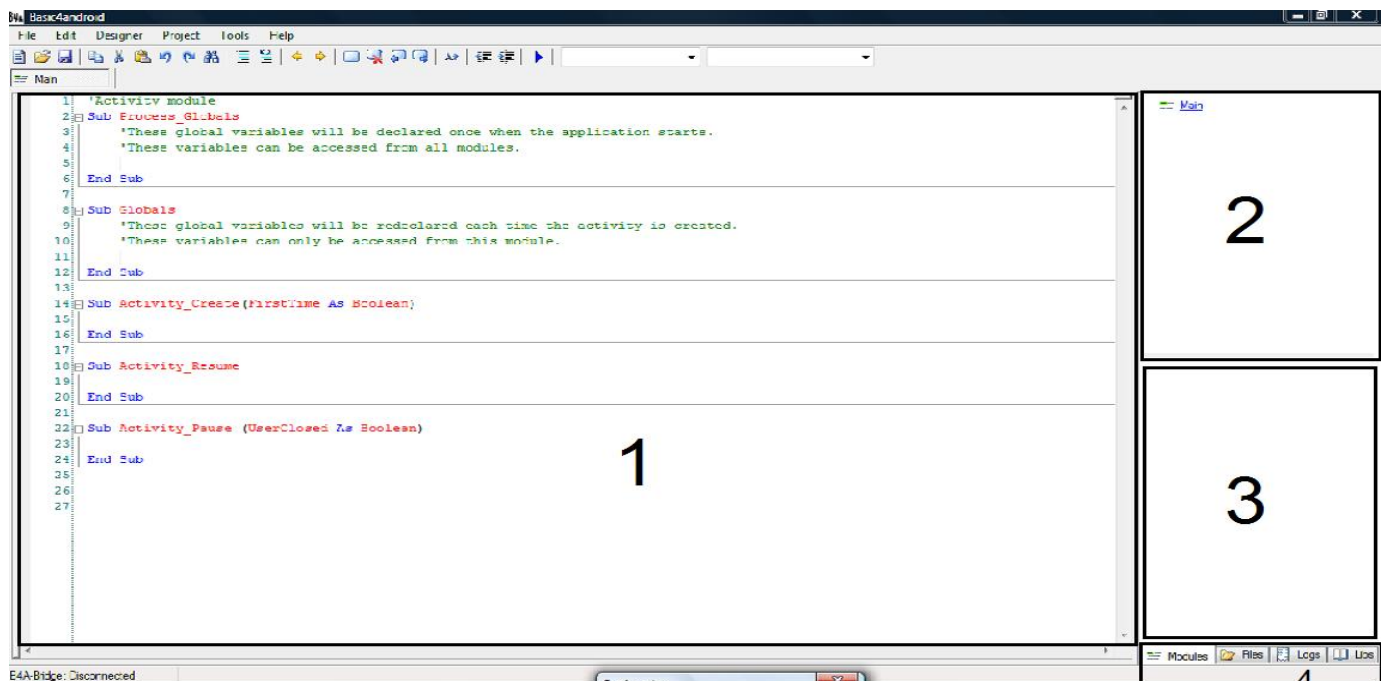 Basic4android
File Edit Designer Project Tools Help
Main
1 'Activity module
2 Sub Process_Globals
3 'These global variables will be declared once when the application starts.
4 'These variables can be accessed from all modules.
5
6 End Sub
7
8 Sub Globals
9 'These global variables will be redeclared each time the activity is created.
10 'These variables can only be accessed from this module.
11
12 End Sub
13
14 Sub Activity_Create(FirstTime As Boolean)
15
16 End Sub
17
18 Sub Activity_Resume
19
20 End Sub
21
22 Sub Activity_Pause (UserClosed As Boolean)
23
24 End Sub
25
26
27
1
Main
2
3
Modules Files Logs Libs
4
B4A-Bridge: Disconnected